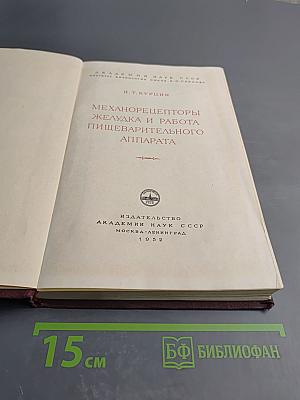 АКАДЕМИЯ НАУК СССР
И.Т.КУРЦИН
МЕХАНОРЕЦЕПТОРЫ
ЖЕЛУДКА И РАБОТА
ПИЩЕВАРИТЕЛЬНОГО
АППАРАТА
ИЗДАТЕЛЬСТВО
АКАДЕМИИ НАУК СССР
МОСКВА-ЛЕНИНГРАД
1952
15 см
БФ БИБЛИОФАН